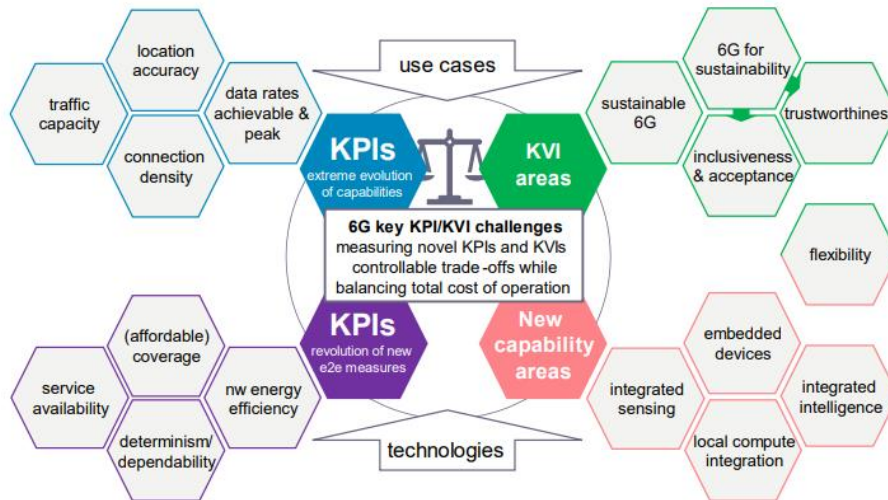 location
accuracy
traffic
capacity
data rates
achievable &
peak
connection
density
use cases
KPIs
extreme evolution
of capabilities
KVI
areas
sustainable
6G
6G for
sustainability
trustworthines
inclusiveness
& acceptance
6G key KPI/KVI challenges
measuring novel KPIs and KVIs
controllable trade-offs while
balancing total cost of operation
flexibility
(affordable)
coverage
service
availability
nw energy
efficiency
determinism/
dependability
KPIs
revolution of new
e2e measures
New
capability
areas
technologies
embedded
devices
integrated
sensing
integrated
intelligence
local compute
integration